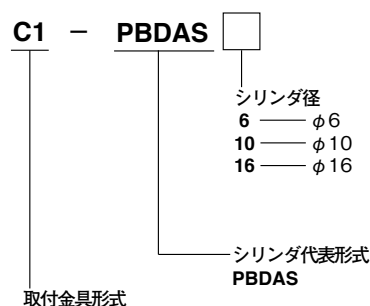 C1 － PBDAS □
シリンダ径
6 —— φ6
10 —— φ10
16 —— φ16
シリンダ代表形式
PBDAS
取付金具形式